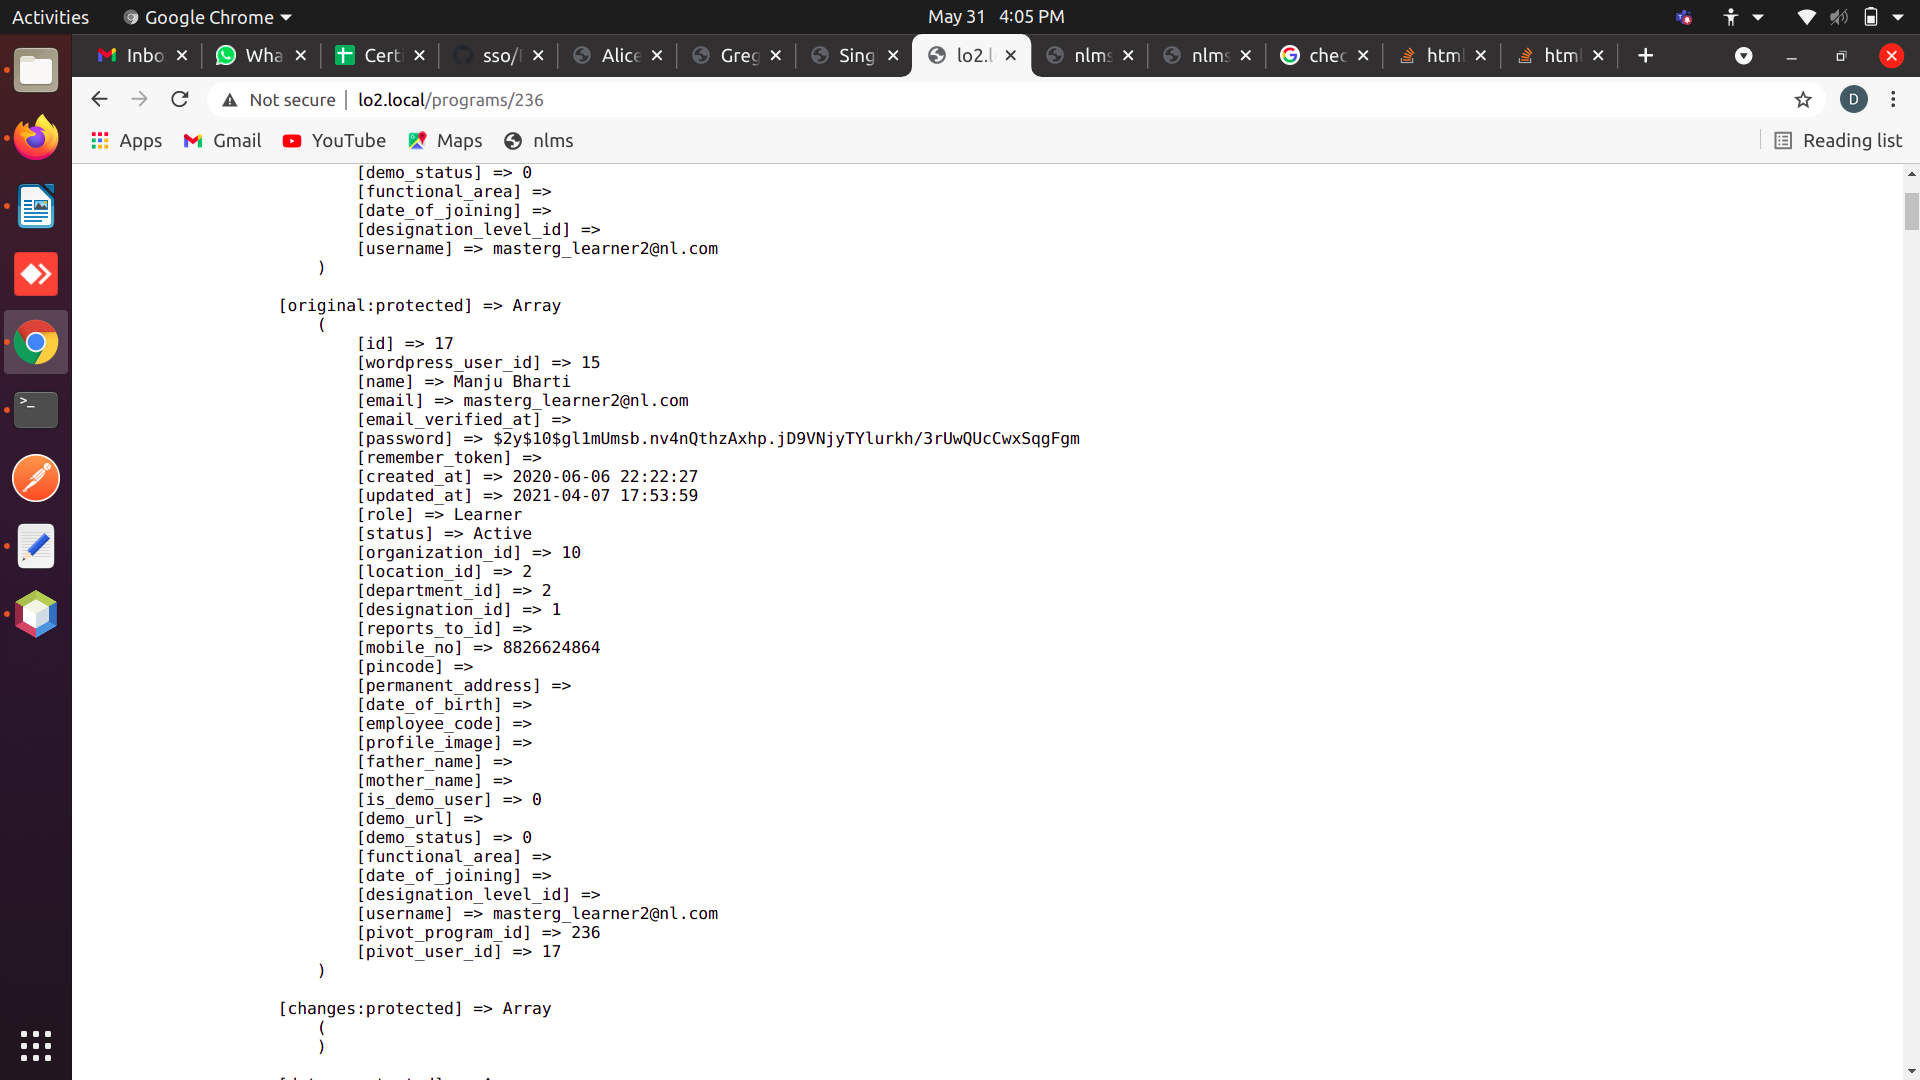 Activities Google Chrome May 31 4:05 PM
Inbo Wha Certi sso/ Alice Greg Sing lo2.l nlms nlms chec html html
Not secure lo2.local/programs/236 D
Apps Gmail YouTube Maps nlms Reading list
[demo_status] => 0
[functional_area] =>
[date_of_joining] =>
[designation_level_id] =>
[username] => masterg_learner2@nl.com
)
[original:protected] => Array
(
[id] => 17
[wordpress_user_id] => 15
[name] => Manju Bharti
[email] => masterg_learner2@nl.com
[email_verified_at] =>
[password] => $2y$10$gl1mUmsb.nv4nQthzAxhp.jD9VNjyTYlurkh/3rUwQUcCwxSqgFgm
[remember_token] =>
[created_at] => 2020-06-06 22:22:27
[updated_at] => 2021-04-07 17:53:59
[role] => Learner
[status] => Active
[organization_id] => 10
[location_id] => 2
[department_id] => 2
[designation_id] => 1
[reports_to_id] =>
[mobile_no] => 8826624864
[pincode] =>
[permanent_address] =>
[date_of_birth] =>
[employee_code] =>
[profile_image] =>
[father_name] =>
[mother_name] =>
[is_demo_user] => 0
[demo_url] =>
[demo_status] => 0
[functional_area] =>
[date_of_joining] =>
[designation_level_id] =>
[username] => masterg_learner2@nl.com
[pivot_program_id] => 236
[pivot_user_id] => 17
)
[changes:protected] => Array
(
)